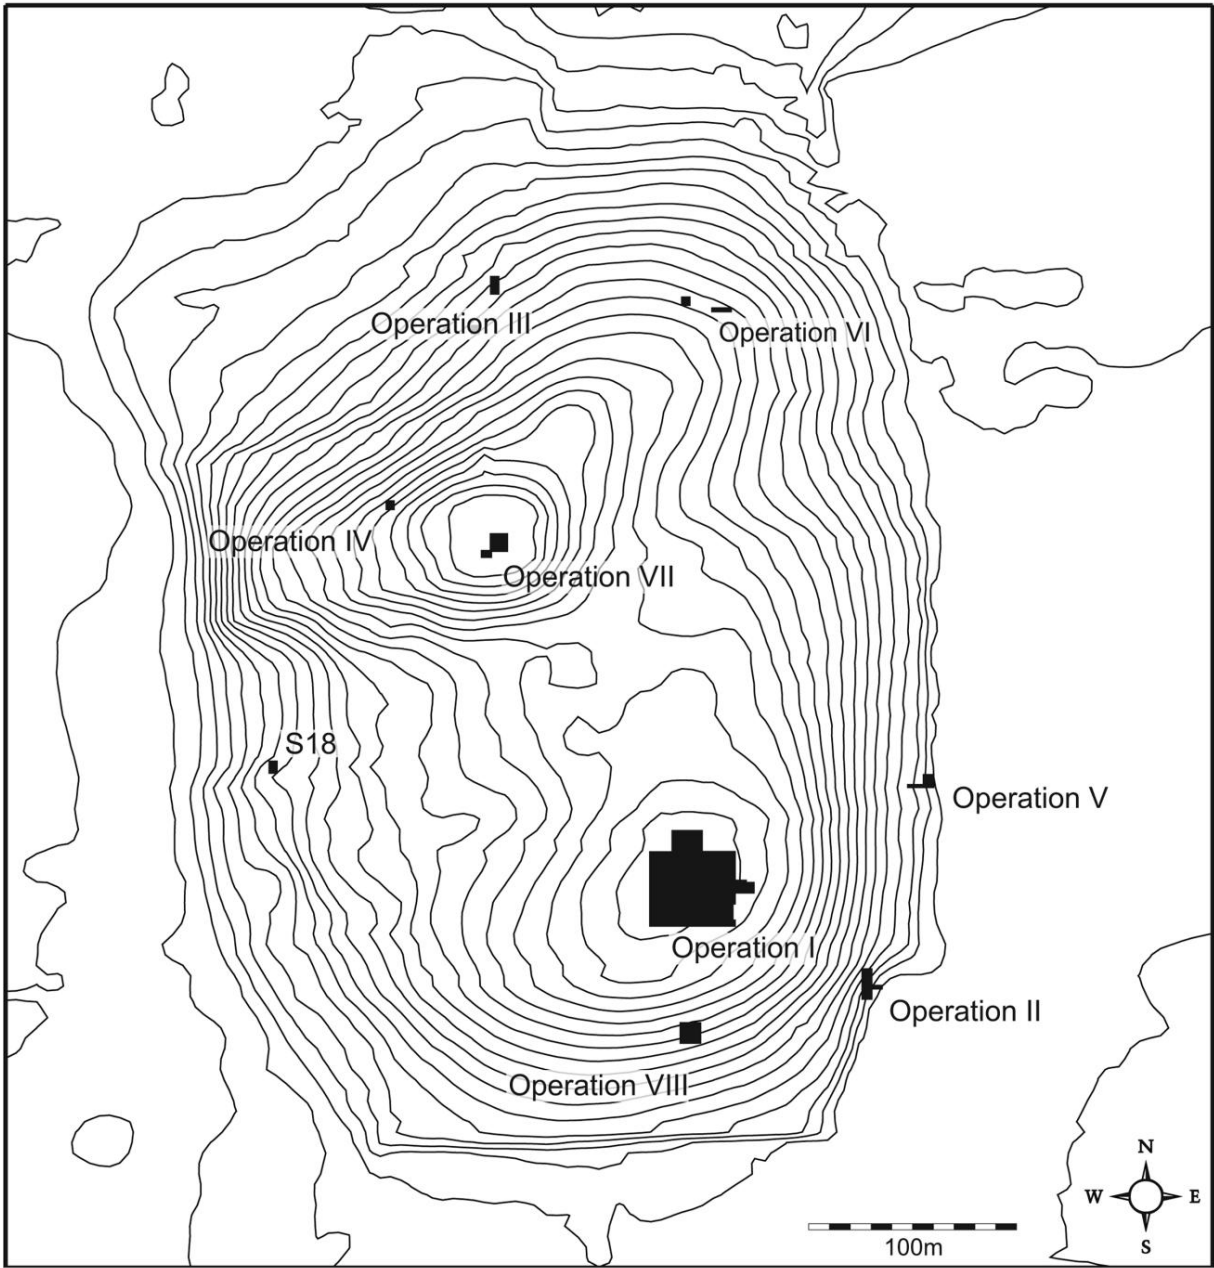 Operation III
Operation VI
Operation IV
Operation VII
S18
Operation V
Operation I
Operation II
Operation VIII
N
W E
S
100m